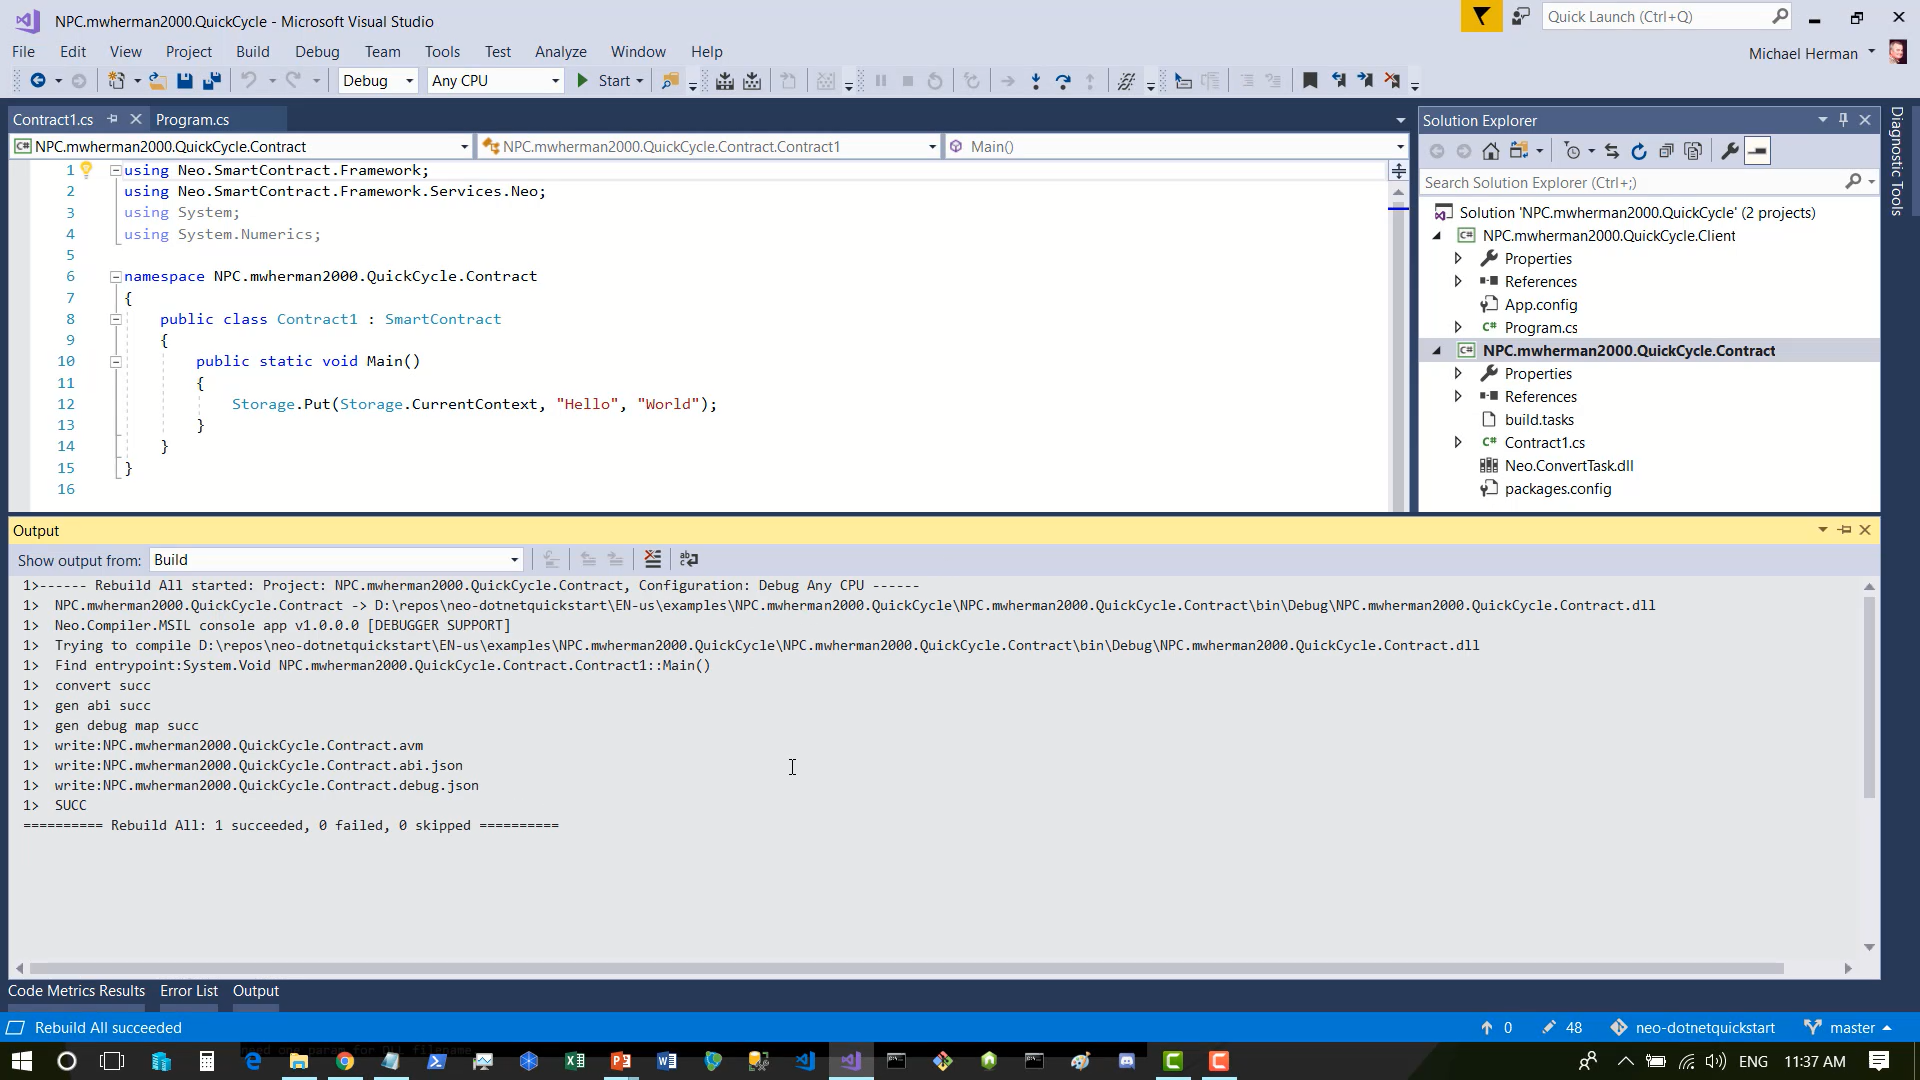 NPC.mwherman2000.QuickCycle - Microsoft Visual Studio
Quick Launch (Ctrl+Q)
File Edit View Project Build Debug Team Tools Test Analyze Window Help
Michael Herman
Debug Any CPU Start
Contract1.cs Program.cs
NPC.mwherman2000.QuickCycle.Contract NPC.mwherman2000.QuickCycle.Contract.Contract1 Main()
1 using Neo.SmartContract.Framework;
2 using Neo.SmartContract.Framework.Services.Neo;
3 using System;
4 using System.Numerics;
5
6 namespace NPC.mwherman2000.QuickCycle.Contract
7 {
8 public class Contract1 : SmartContract
9 {
10 public static void Main()
11 {
12 Storage.Put(Storage.CurrentContext, "Hello", "World");
13 }
14 }
15 }
16
Solution Explorer
Search Solution Explorer (Ctrl+;)
Solution 'NPC.mwherman2000.QuickCycle' (2 projects)
C# NPC.mwherman2000.QuickCycle.Client
Properties
References
App.config
C# Program.cs
C# NPC.mwherman2000.QuickCycle.Contract
Properties
References
build.tasks
C# Contract1.cs
Neo.ConvertTask.dll
packages.config
Diagnostic Tools
Output
Show output from: Build
1>------ Rebuild All started: Project: NPC.mwherman2000.QuickCycle.Contract, Configuration: Debug Any CPU ------
1> NPC.mwherman2000.QuickCycle.Contract -> D:\repos\neo-dotnetquickstart\EN-us\examples\NPC.mwherman2000.QuickCycle\NPC.mwherman2000.QuickCycle.Contract\bin\Debug\NPC.mwherman2000.QuickCycle.Contract.dll
1> Neo.Compiler.MSIL console app v1.0.0.0 [DEBUGGER SUPPORT]
1> Trying to compile D:\repos\neo-dotnetquickstart\EN-us\examples\NPC.mwherman2000.QuickCycle\NPC.mwherman2000.QuickCycle.Contract\bin\Debug\NPC.mwherman2000.QuickCycle.Contract.dll
1> Find entrypoint:System.Void NPC.mwherman2000.QuickCycle.Contract.Contract1::Main()
1> convert succ
1> gen abi succ
1> gen debug map succ
1> write:NPC.mwherman2000.QuickCycle.Contract.avm
1> write:NPC.mwherman2000.QuickCycle.Contract.abi.json
1> write:NPC.mwherman2000.QuickCycle.Contract.debug.json
1> SUCC
========== Rebuild All: 1 succeeded, 0 failed, 0 skipped ==========
Code Metrics Results Error List Output
Rebuild All succeeded
0 48 neo-dotnetquickstart master
need one param for DLL filename
ENG 11:37 AM